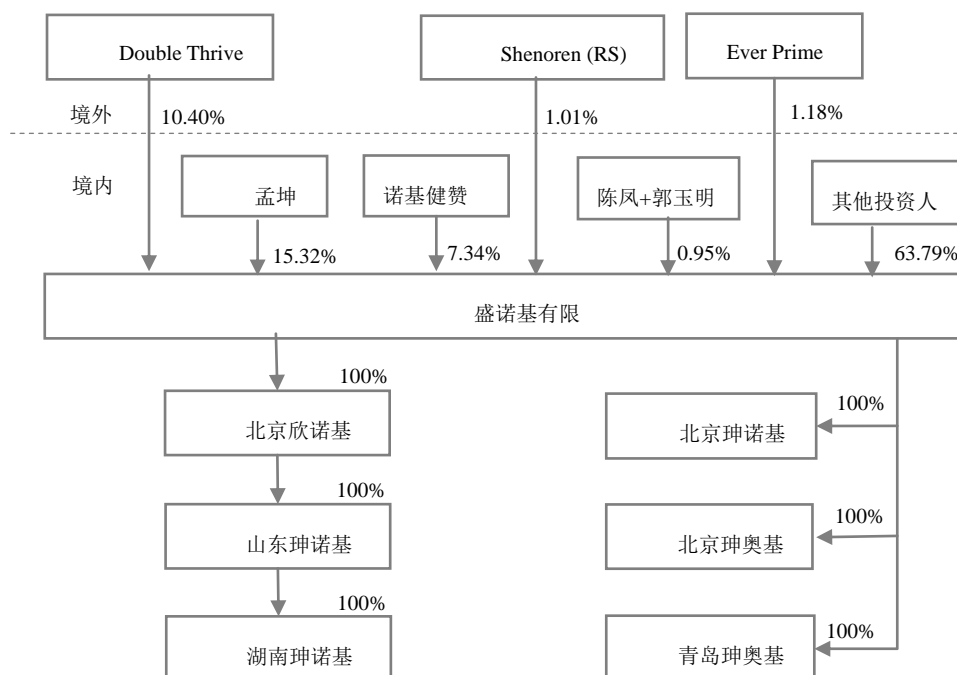 Double Thrive
Shenoren (RS)
Ever Prime
境外
10.40%
1.01%
1.18%
境内
孟坤
诺基健赞
陈凤+郭玉明
其他投资人
15.32%
7.34%
0.95%
63.79%
盛诺基有限
100%
北京欣诺基
100%
北京珅诺基
100%
山东珅诺基
100%
北京珅奥基
100%
湖南珅诺基
100%
青岛珅奥基